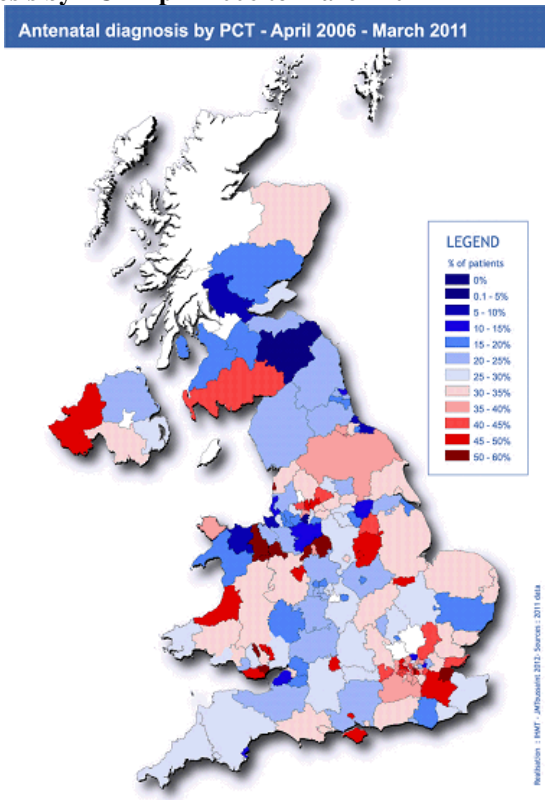 Antenatal diagnosis by PCT - April 2006 - March 2011
LEGEND
% of patients
0%
0.1 - 5%
5 - 10%
10 - 15%
15 - 20%
20 - 25%
25 - 30%
30 - 35%
35 - 40%
40 - 45%
45 - 50%
50 - 60%
Realisation : IHMT - JMToussaint 2012- Sources : 2011 data